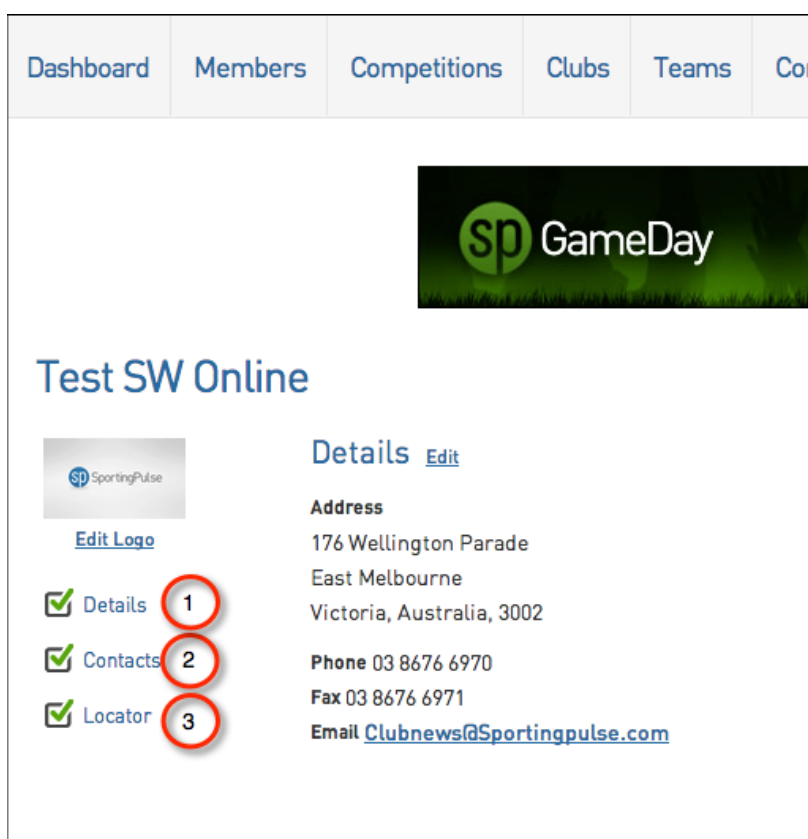 Dashboard Members Competitions Clubs Teams
sp GameDay
Test SW Online
sp SportingPulse
Edit Logo
Details 1
Contacts 2
Locator 3
Details Edit
Address
176 Wellington Parade
East Melbourne
Victoria, Australia, 3002
Phone 03 8676 6970
Fax 03 8676 6971
Email Clubnews@Sportingpulse.com